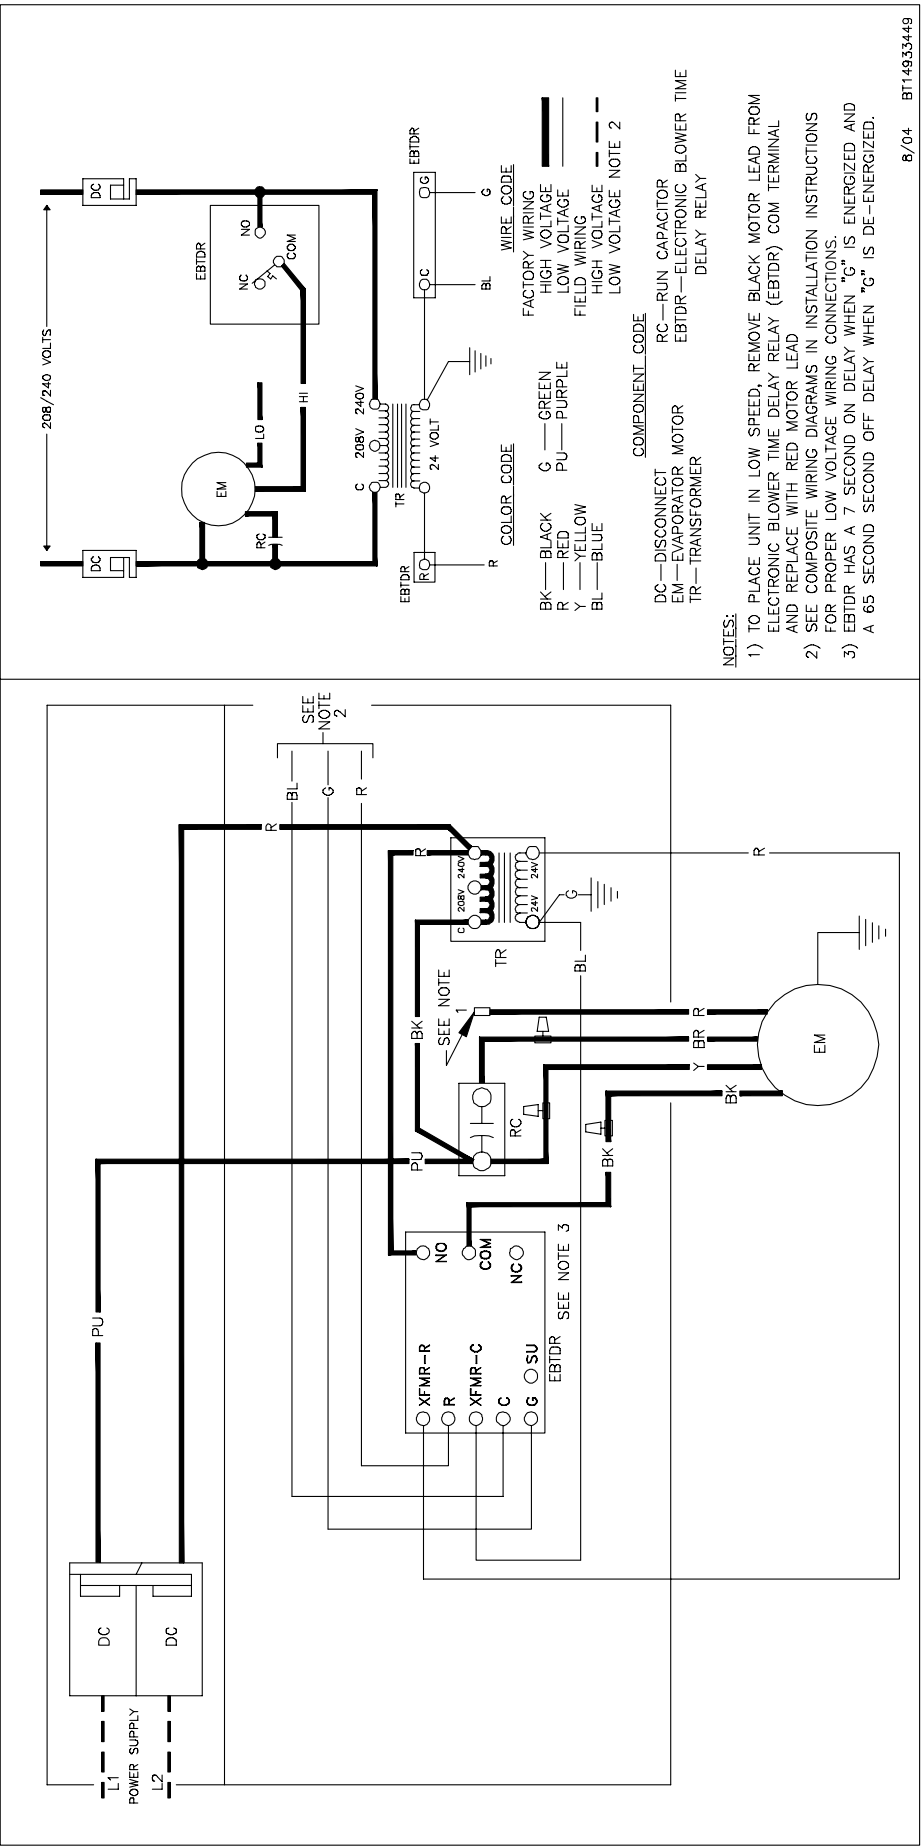 208/240 VOLTS
DC
DC
EBTDR
NC
NO
COM
EM
LO
HI
RC
C 208V 240V
TR
24 VOLT
EBTDR
R
R
EBTDR
C
G
BL
G
COLOR CODE
BK—BLACK
R —RED
Y —YELLOW
BL—BLUE
G —GREEN
PU—PURPLE
WIRE CODE
FACTORY WIRING
HIGH VOLTAGE
LOW VOLTAGE
FIELD WIRING
HIGH VOLTAGE
LOW VOLTAGE NOTE 2
COMPONENT CODE
DC—DISCONNECT
EM—EVAPORATOR MOTOR
TR—TRANSFORMER
RC—RUN CAPACITOR
EBTDR—ELECTRONIC BLOWER TIME
DELAY RELAY
NOTES:
1) TO PLACE UNIT IN LOW SPEED, REMOVE BLACK MOTOR LEAD FROM
ELECTRONIC BLOWER TIME DELAY RELAY (EBTDR) COM TERMINAL
AND REPLACE WITH RED MOTOR LEAD
2) SEE COMPOSITE WIRING DIAGRAMS IN INSTALLATION INSTRUCTIONS
FOR PROPER LOW VOLTAGE WIRING CONNECTIONS.
3) EBTDR HAS A 7 SECOND ON DELAY WHEN "G" IS ENERGIZED AND
A 65 SECOND SECOND OFF DELAY WHEN "G" IS DE-ENERGIZED.
8/04 BT14933449
L1
POWER SUPPLY
L2
DC
DC
PU
PU
R
SEE
NOTE
2
BL
G
R
XFMR-R
R
XFMR-C
C
G
SU
NO
COM
NC
EBTDR
SEE NOTE 3
R
C 208V 240V
24V
24V
TR
G
BL
BK
SEE NOTE
1
RC
BK
BK
Y
BR
R
R
EM